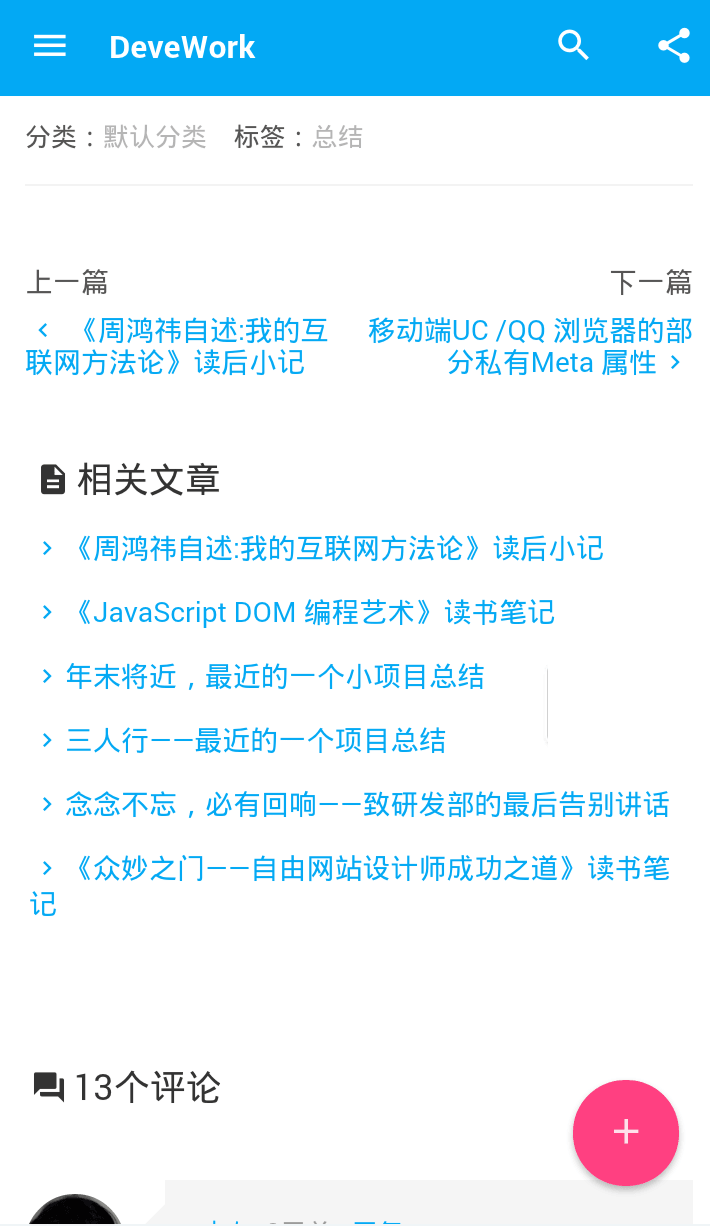 DeveWork
分类：默认分类 标签：总结
上一篇
下一篇
《周鸿祎自述:我的互
联网方法论》读后小记
移动端UC /QQ 浏览器的部
分私有Meta 属性
相关文章
《周鸿祎自述:我的互联网方法论》读后小记
《JavaScript DOM 编程艺术》读书笔记
年末将近，最近的一个小项目总结
三人行——最近的一个项目总结
念念不忘，必有回响——致研发部的最后告别讲话
《众妙之门——自由网站设计师成功之道》读书笔
记
13个评论